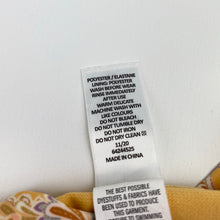 POLYESTER / ELASTANE
LINING: POLYESTER
WASH BEFORE WEAR
RINSE IMMEDIATELY
AFTER USE
WARM DELICATE
MACHINE WASH WITH
LIKE COLOURS
DO NOT BLEACH
DO NOT TUMBLE DRY
DO NOT IRON
DO NOT DRY CLEAN
11/20
64244525
MADE IN CHINA
THE BEST POSSIBLE
DYESTUFFS & FABRICS HAVE
BEEN USED TO PRODUCE
THIS GARMENT.
SWIMMING